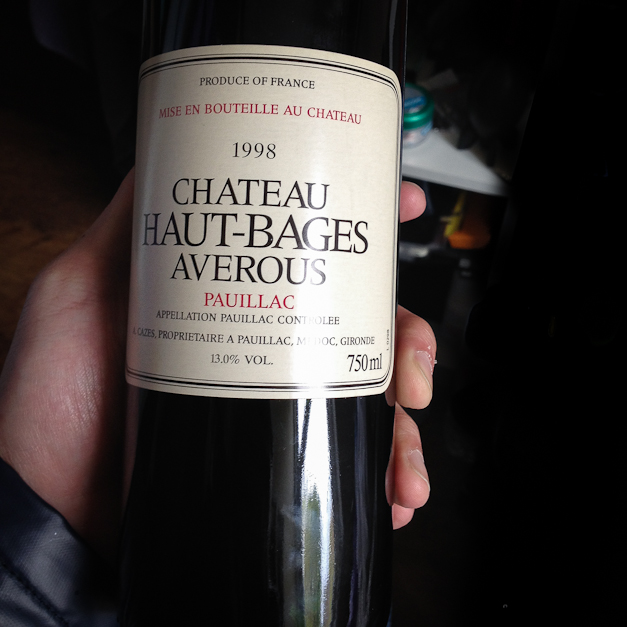 PRODUCE OF FRANCE
MISE EN BOUTEILLE AU CHATEAU
1998
CHATEAU
HAUT-BAGES
AVEROUS
PAUILLAC
APPELLATION PAUILLAC CONTROLEE
CAZES, PROPRIETAIRE A PAUILLAC, MEDOC, GIRONDE
13.0% VOL.
750 ml